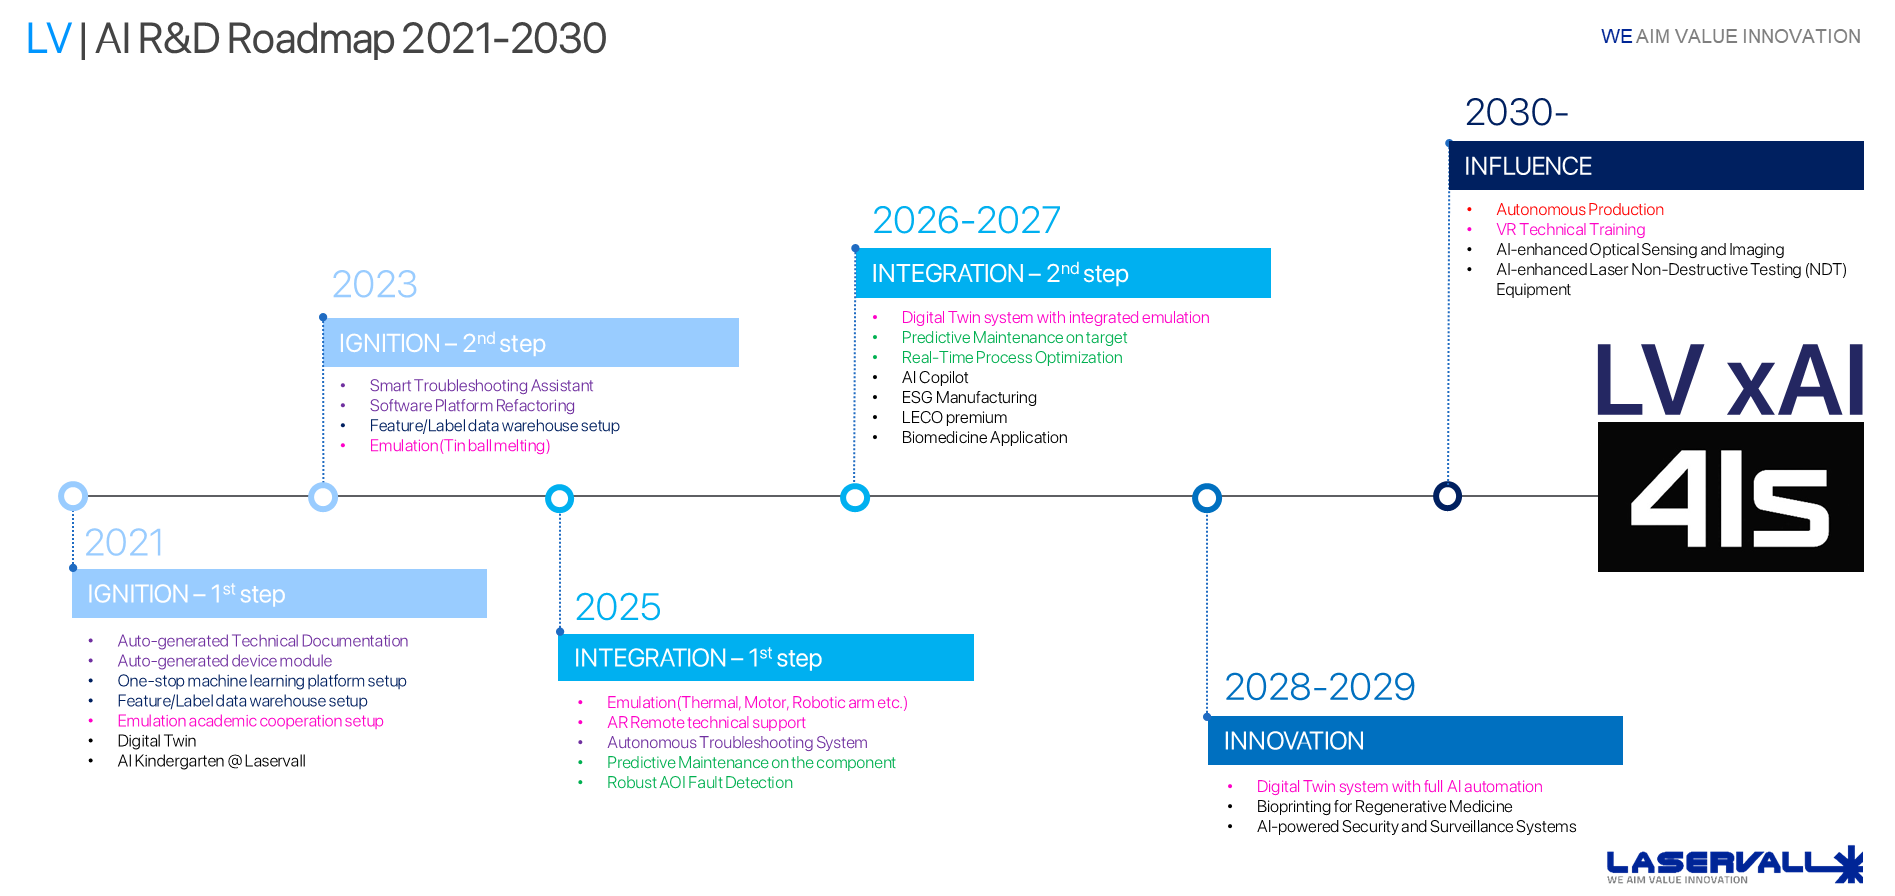 LV | AI R&D Roadmap 2021-2030
WE AIM VALUE INNOVATION
2030-
INFLUENCE
• Autonomous Production
• VR Technical Training
• AI-enhanced Optical Sensing and Imaging
• AI-enhanced Laser Non-Destructive Testing (NDT)
Equipment
2026-2027
INTEGRATION – 2nd step
• Digital Twin system with integrated emulation
• Predictive Maintenance on target
• Real-Time Process Optimization
• AI Copilot
• ESG Manufacturing
• LECO premium
• Biomedicine Application
2023
IGNITION – 2nd step
• Smart Troubleshooting Assistant
• Software Platform Refactoring
• Feature/Label data warehouse setup
• Emulation(Tin ball melting)
LV xAI
4Is
2021
IGNITION – 1st step
• Auto-generated Technical Documentation
• Auto-generated device module
• One-stop machine learning platform setup
• Feature/Label data warehouse setup
• Emulation academic cooperation setup
• Digital Twin
• AI Kindergarten @ Laservall
2025
INTEGRATION – 1st step
• Emulation(Thermal, Motor, Robotic arm etc.)
• AR Remote technical support
• Autonomous Troubleshooting System
• Predictive Maintenance on the component
• Robust AOI Fault Detection
2028-2029
INNOVATION
• Digital Twin system with full AI automation
• Bioprinting for Regenerative Medicine
• AI-powered Security and Surveillance Systems
LASERVALL
WE AIM VALUE INNOVATION